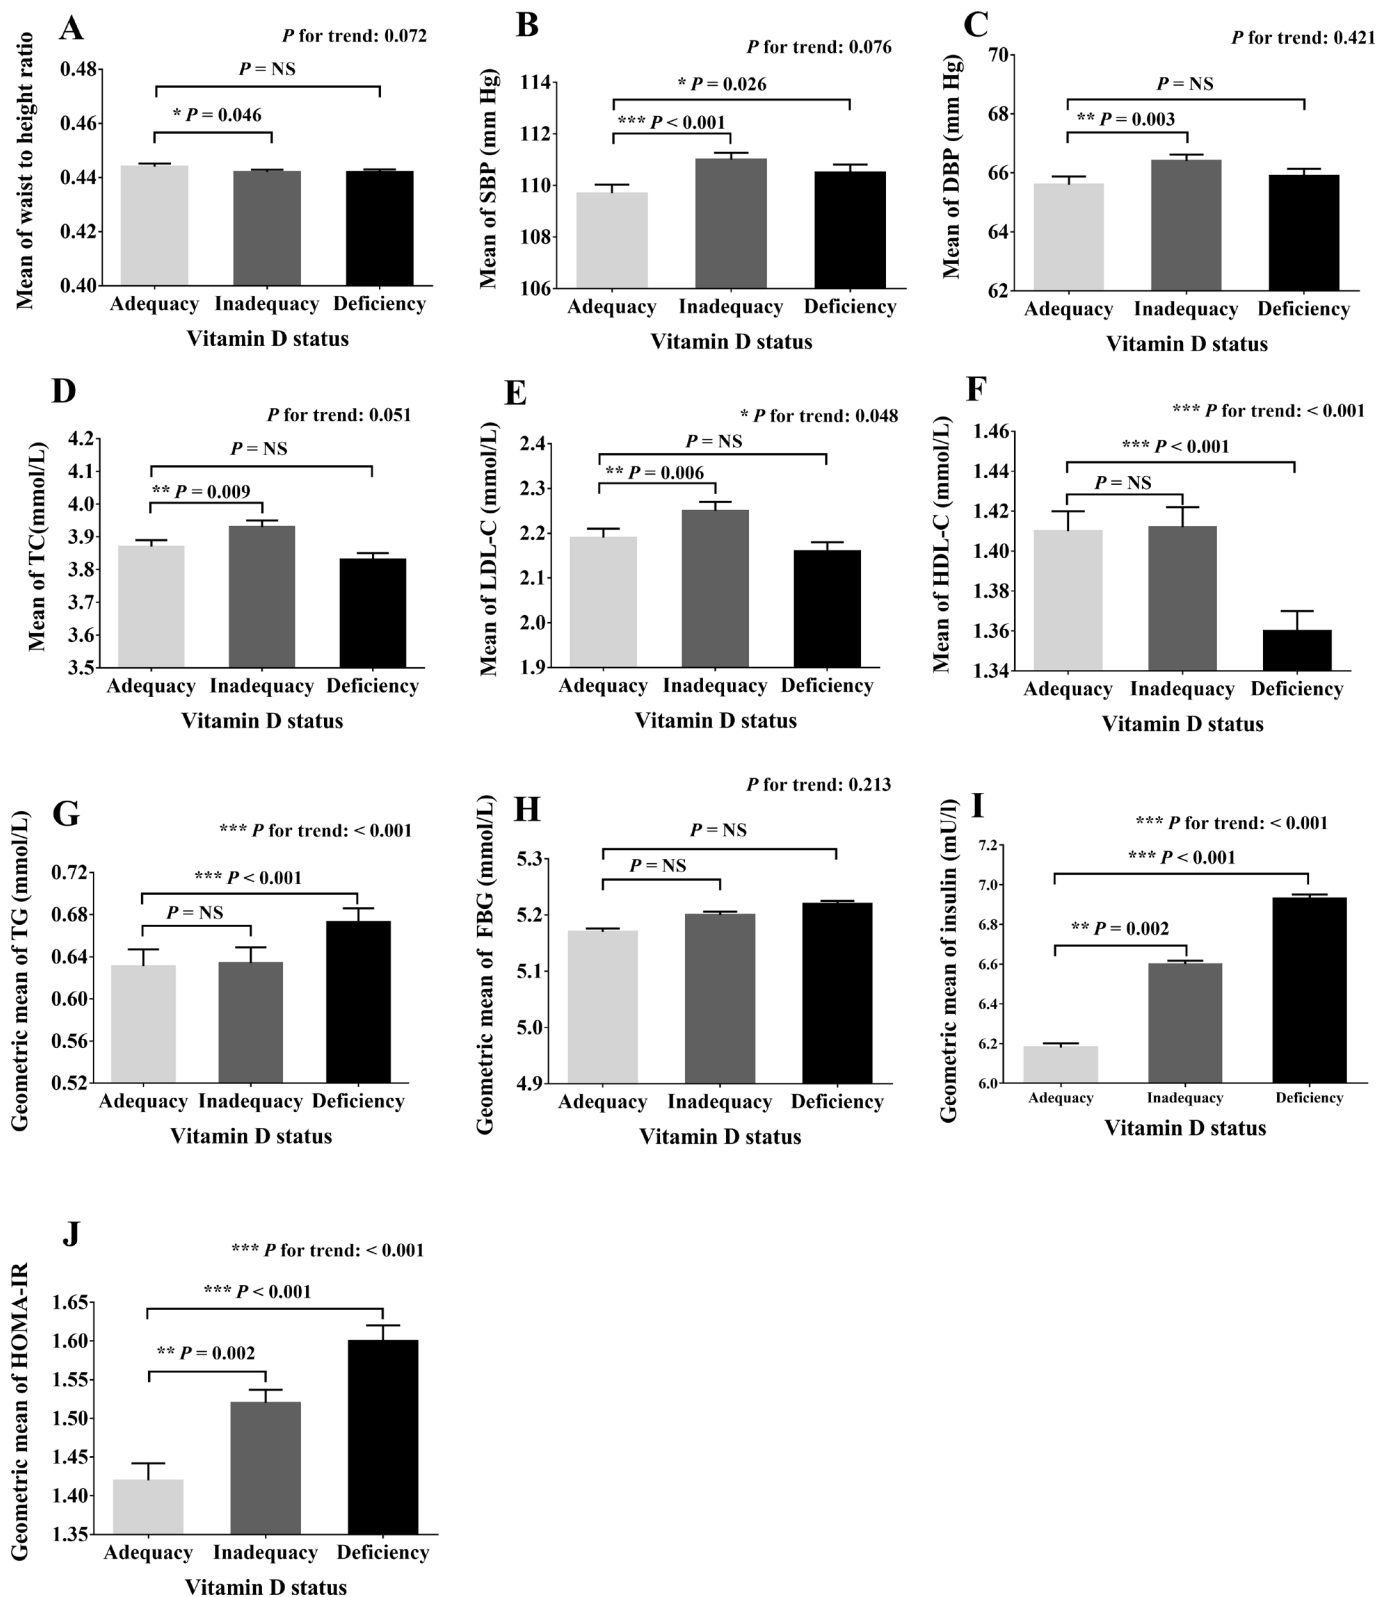 A
P for trend: 0.072
Mean of waist to height ratio
0.48
0.46
0.44
0.42
0.40
P = NS
* P = 0.046
Adequacy Inadequacy Deficiency
Vitamin D status
B
P for trend: 0.076
Mean of SBP (mm Hg)
114
112
110
108
106
* P = 0.026
*** P < 0.001
Adequacy Inadequacy Deficiency
Vitamin D status
C
P for trend: 0.421
Mean of DBP (mm Hg)
70
68
66
64
62
P = NS
** P = 0.003
Adequacy Inadequacy Deficiency
Vitamin D status
D
P for trend: 0.051
Mean of TC(mmol/L)
4.2
4.1
4.0
3.9
3.8
3.7
3.6
3.5
P = NS
** P = 0.009
Adequacy Inadequacy Deficiency
Vitamin D status
E
* P for trend: 0.048
Mean of LDL-C (mmol/L)
2.4
2.3
2.2
2.1
2.0
1.9
P = NS
** P = 0.006
Adequacy Inadequacy Deficiency
Vitamin D status
F
*** P for trend: < 0.001
Mean of HDL-C (mmol/L)
1.46
1.44
1.42
1.40
1.38
1.36
1.34
*** P < 0.001
P = NS
Adequacy Inadequacy Deficiency
Vitamin D status
G
*** P for trend: < 0.001
Geometric mean of TG (mmol/L)
0.72
0.68
0.64
0.60
0.56
0.52
*** P < 0.001
P = NS
Adequacy Inadequacy Deficiency
Vitamin D status
H
P for trend: 0.213
Geometric mean of FBG (mmol/L)
5.3
5.2
5.1
5.0
4.9
P = NS
P = NS
Adequacy Inadequacy Deficiency
Vitamin D status
I
*** P for trend: < 0.001
Geometric mean of insulin (mU/l)
7.2
7.0
6.8
6.6
6.4
6.2
6.0
*** P < 0.001
** P = 0.002
Adequacy Inadequacy Deficiency
Vitamin D status
J
*** P for trend: < 0.001
Geometric mean of HOMA-IR
1.65
1.60
1.55
1.50
1.45
1.40
1.35
*** P < 0.001
** P = 0.002
Adequacy Inadequacy Deficiency
Vitamin D status